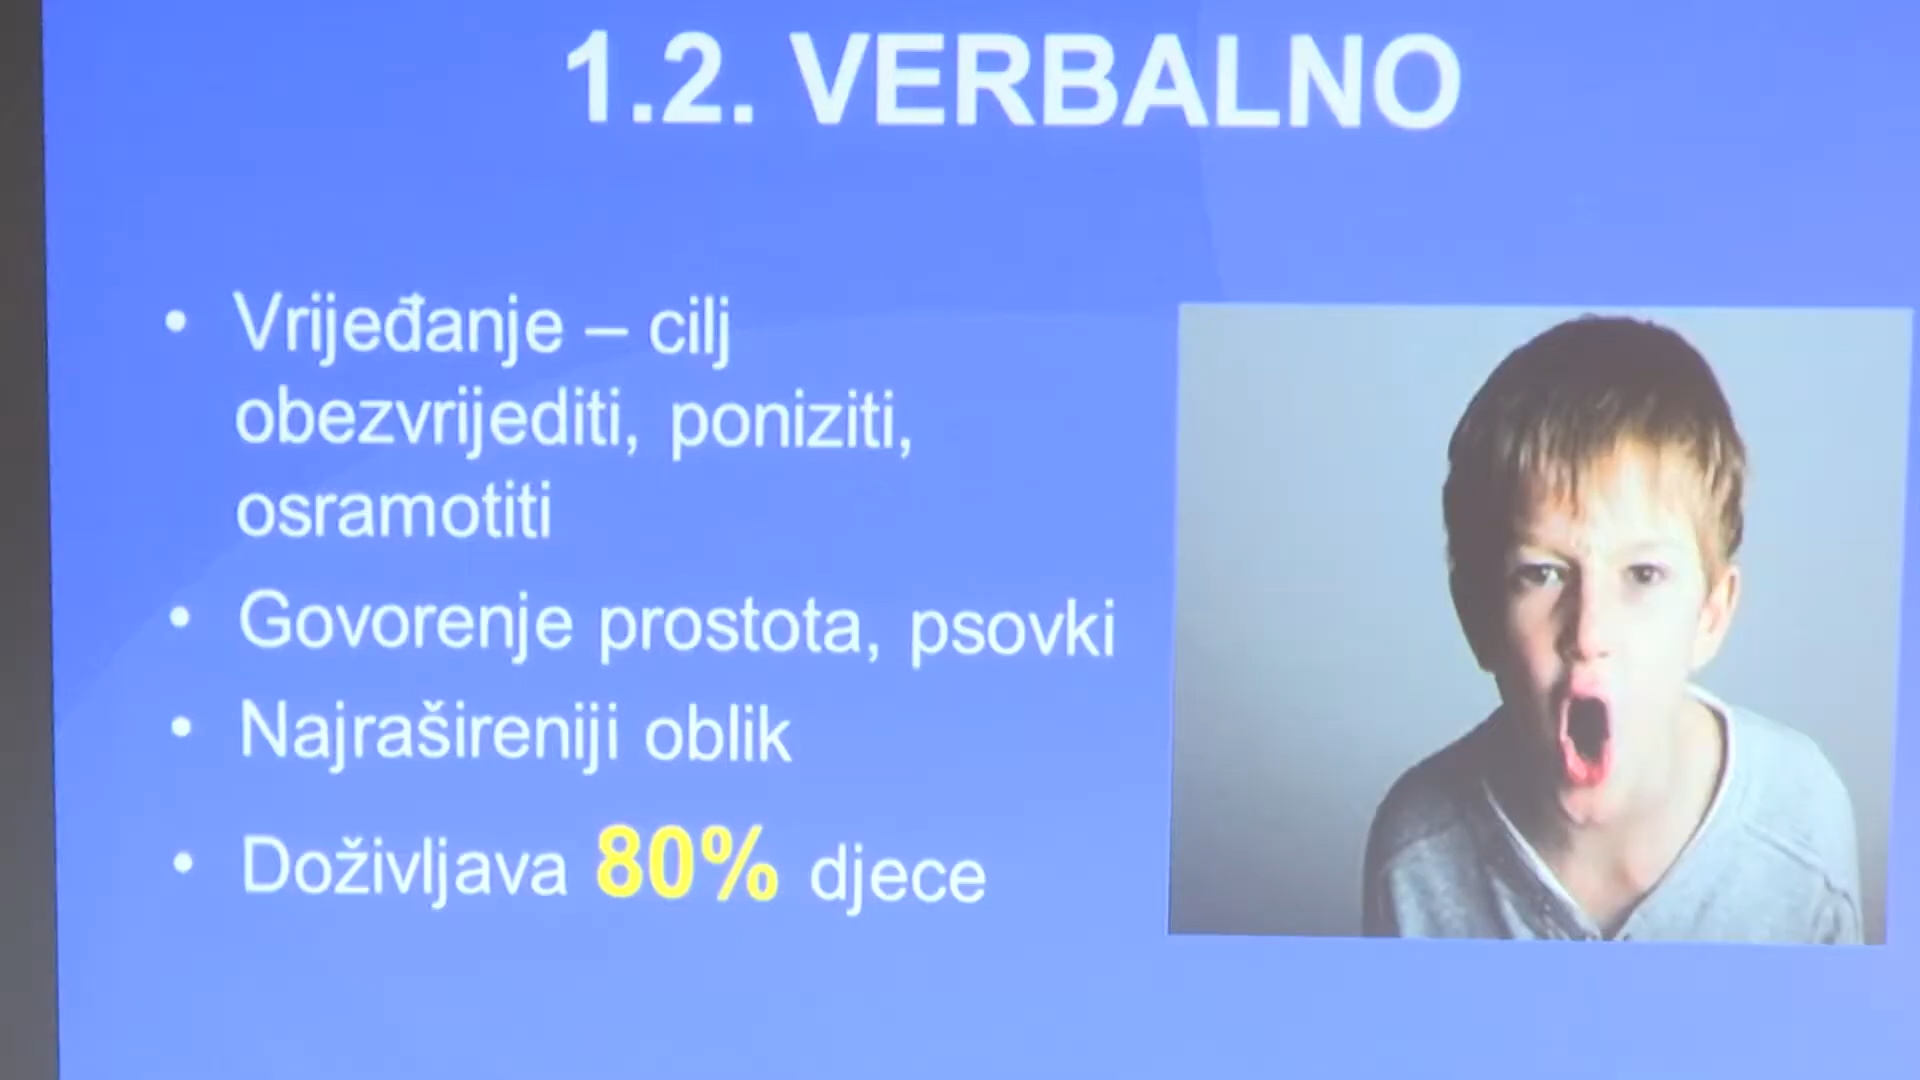 1.2. VERBALNO
• Vrijeđanje – cilj
obezvrijediti, poniziti,
osramotiti
• Govorenje prostota, psovki
• Najrašireniji oblik
• Doživljava 80% djece